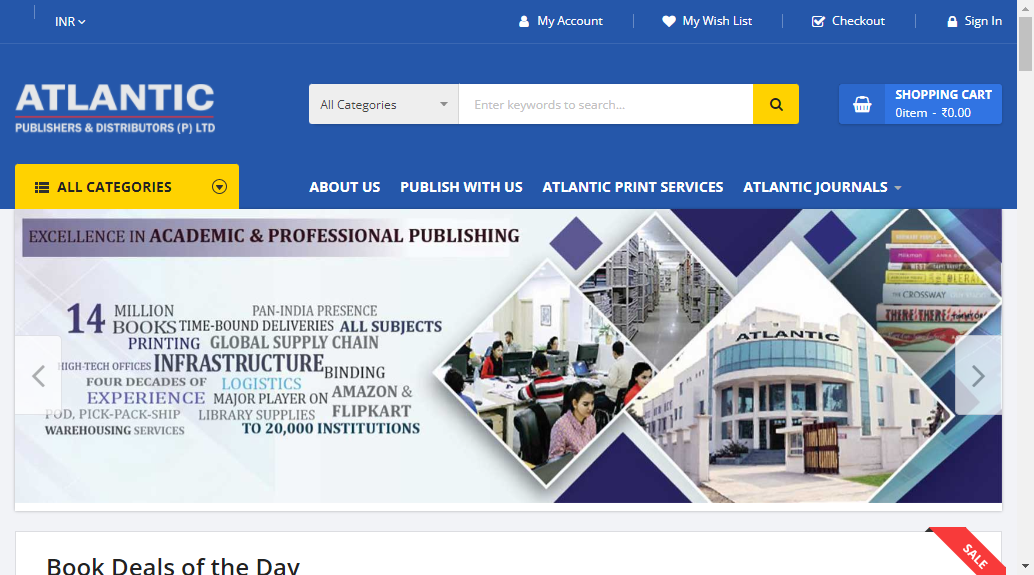 INR
My Account
My Wish List
Checkout
Sign In
ATLANTIC
PUBLISHERS & DISTRIBUTORS (P) LTD
All Categories
Enter keywords to search...
SHOPPING CART
0item - ₹0.00
ALL CATEGORIES
ABOUT US
PUBLISH WITH US
ATLANTIC PRINT SERVICES
ATLANTIC JOURNALS
EXCELLENCE IN ACADEMIC & PROFESSIONAL PUBLISHING
14 MILLION BOOKS
PAN-INDIA PRESENCE
TIME-BOUND DELIVERIES
ALL SUBJECTS
PRINTING
GLOBAL SUPPLY CHAIN
HIGH-TECH OFFICES
INFRASTRUCTURE
BINDING
FOUR DECADES OF EXPERIENCE
LOGISTICS
MAJOR PLAYER ON AMAZON & FLIPKART
POD, PICK-PACK-SHIP
LIBRARY SUPPLIES
WAREHOUSING SERVICES
TO 20,000 INSTITUTIONS
ATLANTIC
THE CROSSWAY
Book Deals of the Day
SALE